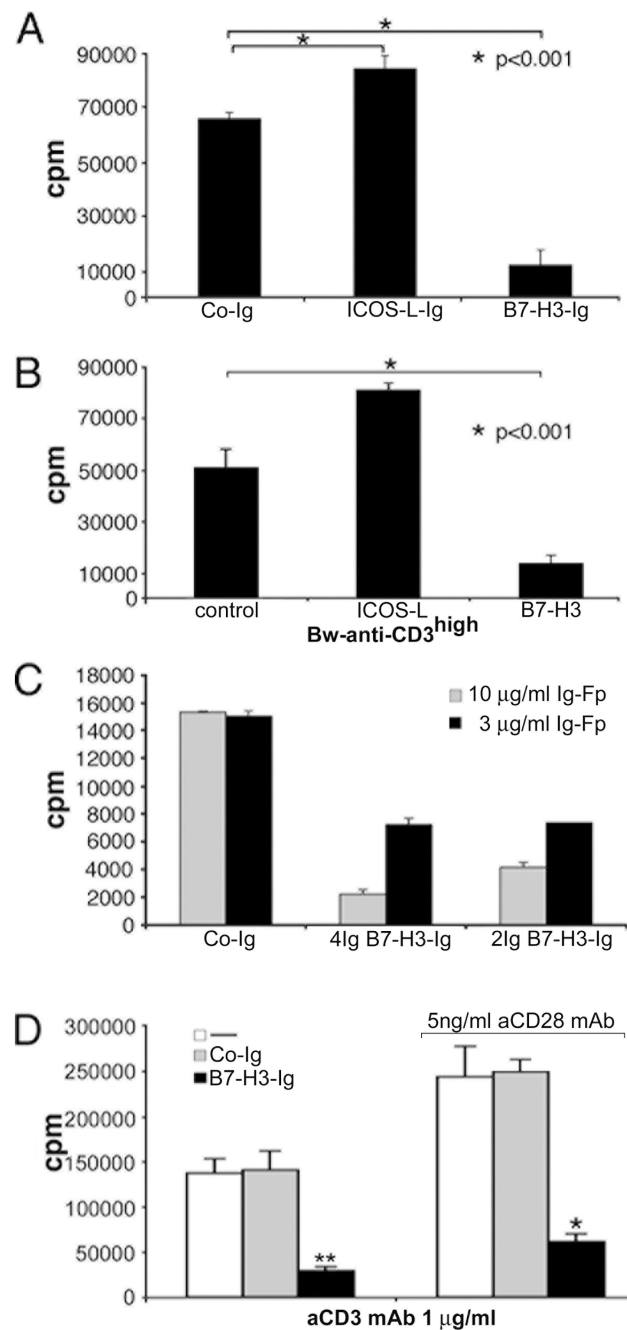 A
*
*
* p<0.001
90000
70000
50000
30000
10000
0
cpm
Co-Ig ICOS-L-Ig B7-H3-Ig
B
*
* p<0.001
90000
70000
50000
30000
10000
0
cpm
control ICOS-L B7-H3
Bw-anti-CD3high
C
18000
16000
14000
12000
10000
8000
6000
4000
2000
0
cpm
10 µg/ml Ig-Fp
3 µg/ml Ig-Fp
Co-Ig 4Ig B7-H3-Ig 2Ig B7-H3-Ig
D
300000
250000
200000
150000
100000
50000
0
cpm
—
Co-Ig
B7-H3-Ig
5ng/ml aCD28 mAb
**
*
aCD3 mAb 1 µg/ml